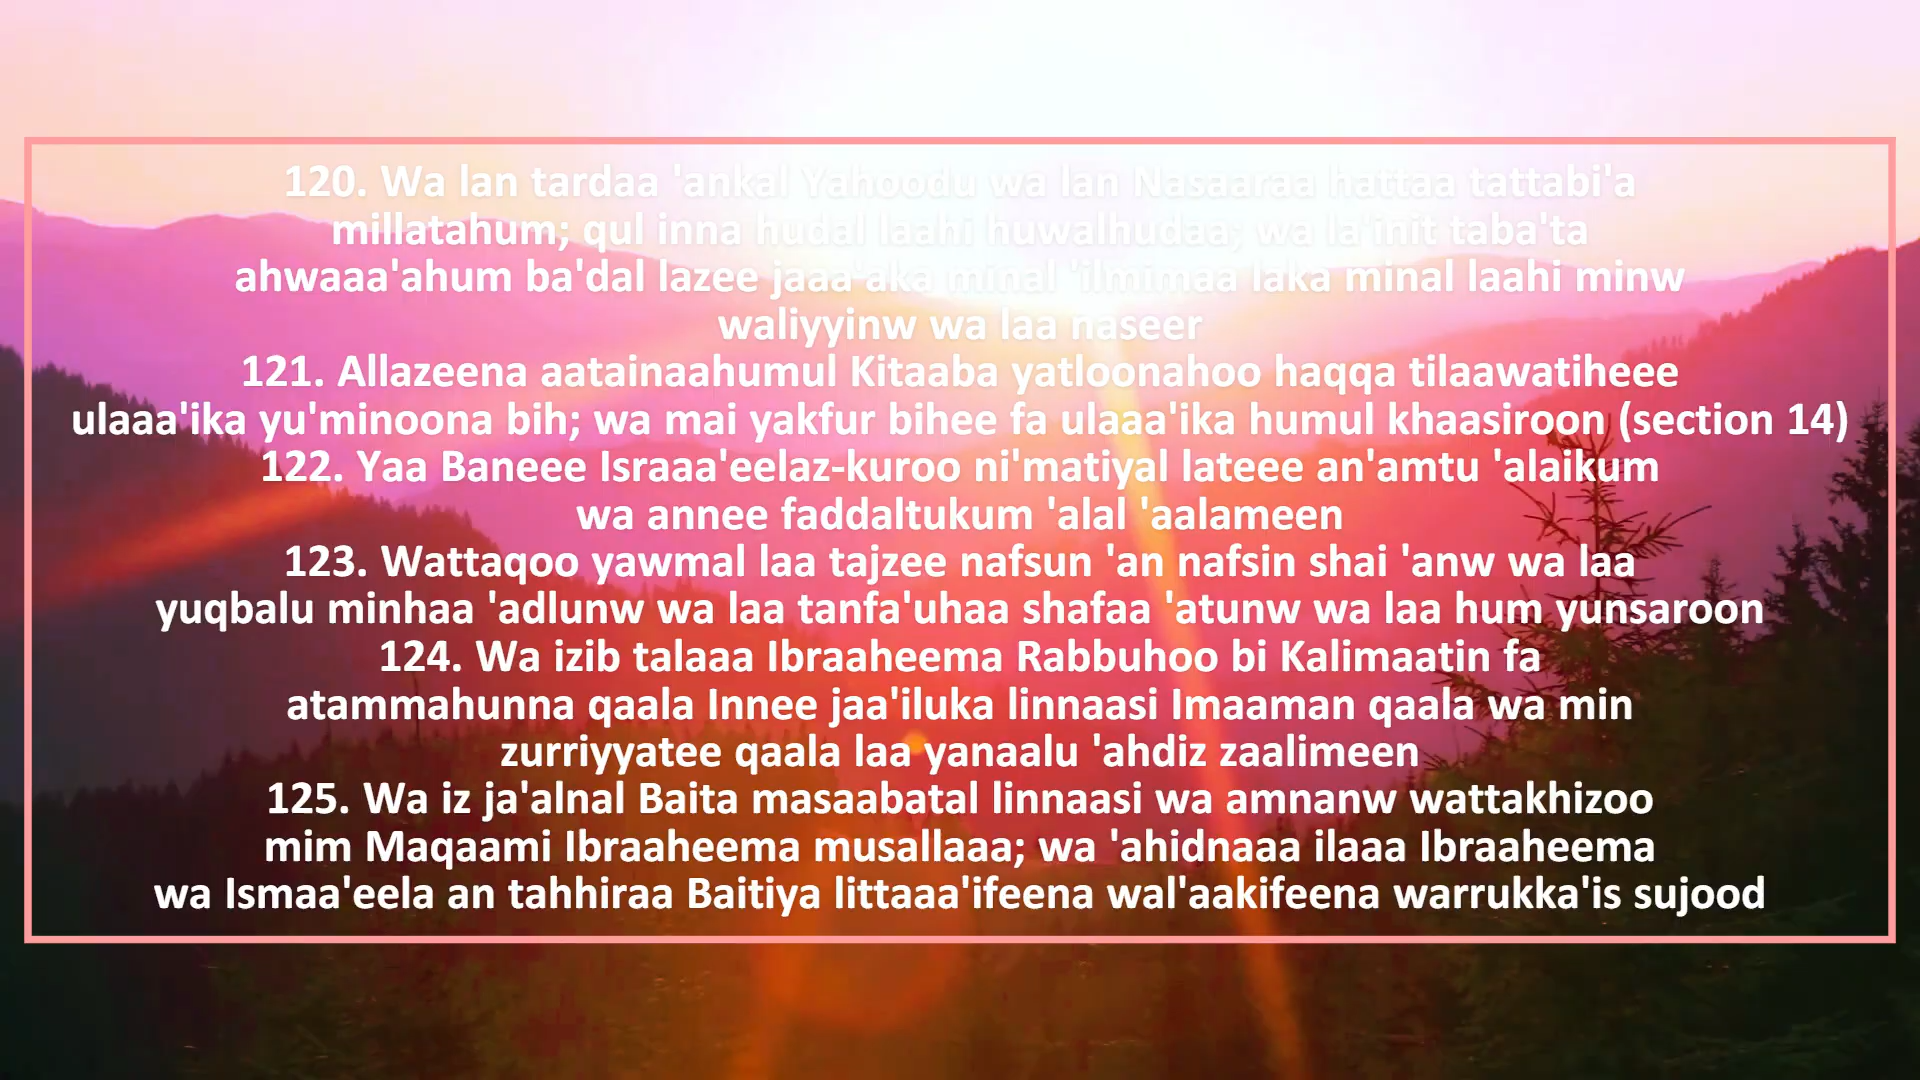 120. Wa lan tardaa 'ankal Yahoodu wa lan Nasaaraa hattaa tattabi'a
millatahum; qul inna hudal laahi huwalhudaa; wa la'init taba'ta
ahwaaa'ahum ba'dal lazee jaaa'aka minal 'ilmimaa laka minal laahi minw
waliyyinw wa laa naseer
121. Allazeena aatainaahumul Kitaaba yatloonahoo haqqa tilaawatiheee
ulaaa'ika yu'minoona bih; wa mai yakfur bihee fa ulaaa'ika humul khaasiroon (section 14)
122. Yaa Baneee Israaa'eelaz-kuroo ni'matiyal lateee an'amtu 'alaikum
wa annee faddaltukum 'alal 'aalameen
123. Wattaqoo yawmal laa tajzee nafsun 'an nafsin shai 'anw wa laa
yuqbalu minhaa 'adlunw wa laa tanfa'uhaa shafaa 'atunw wa laa hum yunsaroon
124. Wa izib talaaa Ibraaheema Rabbuhoo bi Kalimaatin fa
atammahunna qaala Innee jaa'iluka linnaasi Imaaman qaala wa min
zurriyyatee qaala laa yanaalu 'ahdiz zaalimeen
125. Wa iz ja'alnal Baita masaabatal linnaasi wa amnanw wattakhizoo
mim Maqaami Ibraaheema musallaaa; wa 'ahidnaaa ilaaa Ibraaheema
wa Ismaa'eela an tahhiraa Baitiya littaaa'ifeena wal'aakifeena warrukka'is sujood